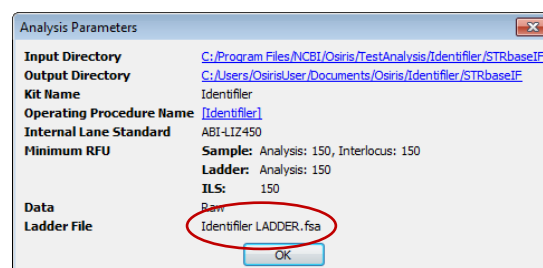 Analysis Parameters
Input Directory C:/Program Files/NCBI/Osiris/TestAnalysis/Identifiler/STRbaseIF
Output Directory C:/Users/OsirisUser/Documents/Osiris/Identifiler/STRbaseIF
Kit Name Identifiler
Operating Procedure Name [Identifiler]
Internal Lane Standard ABI-LIZ450
Minimum RFU Sample: Analysis: 150, Interlocus: 150
Ladder: Analysis: 150
ILS: 150
Data Raw
Ladder File Identifiler LADDER.fsa
OK